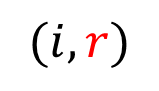 (i, r)